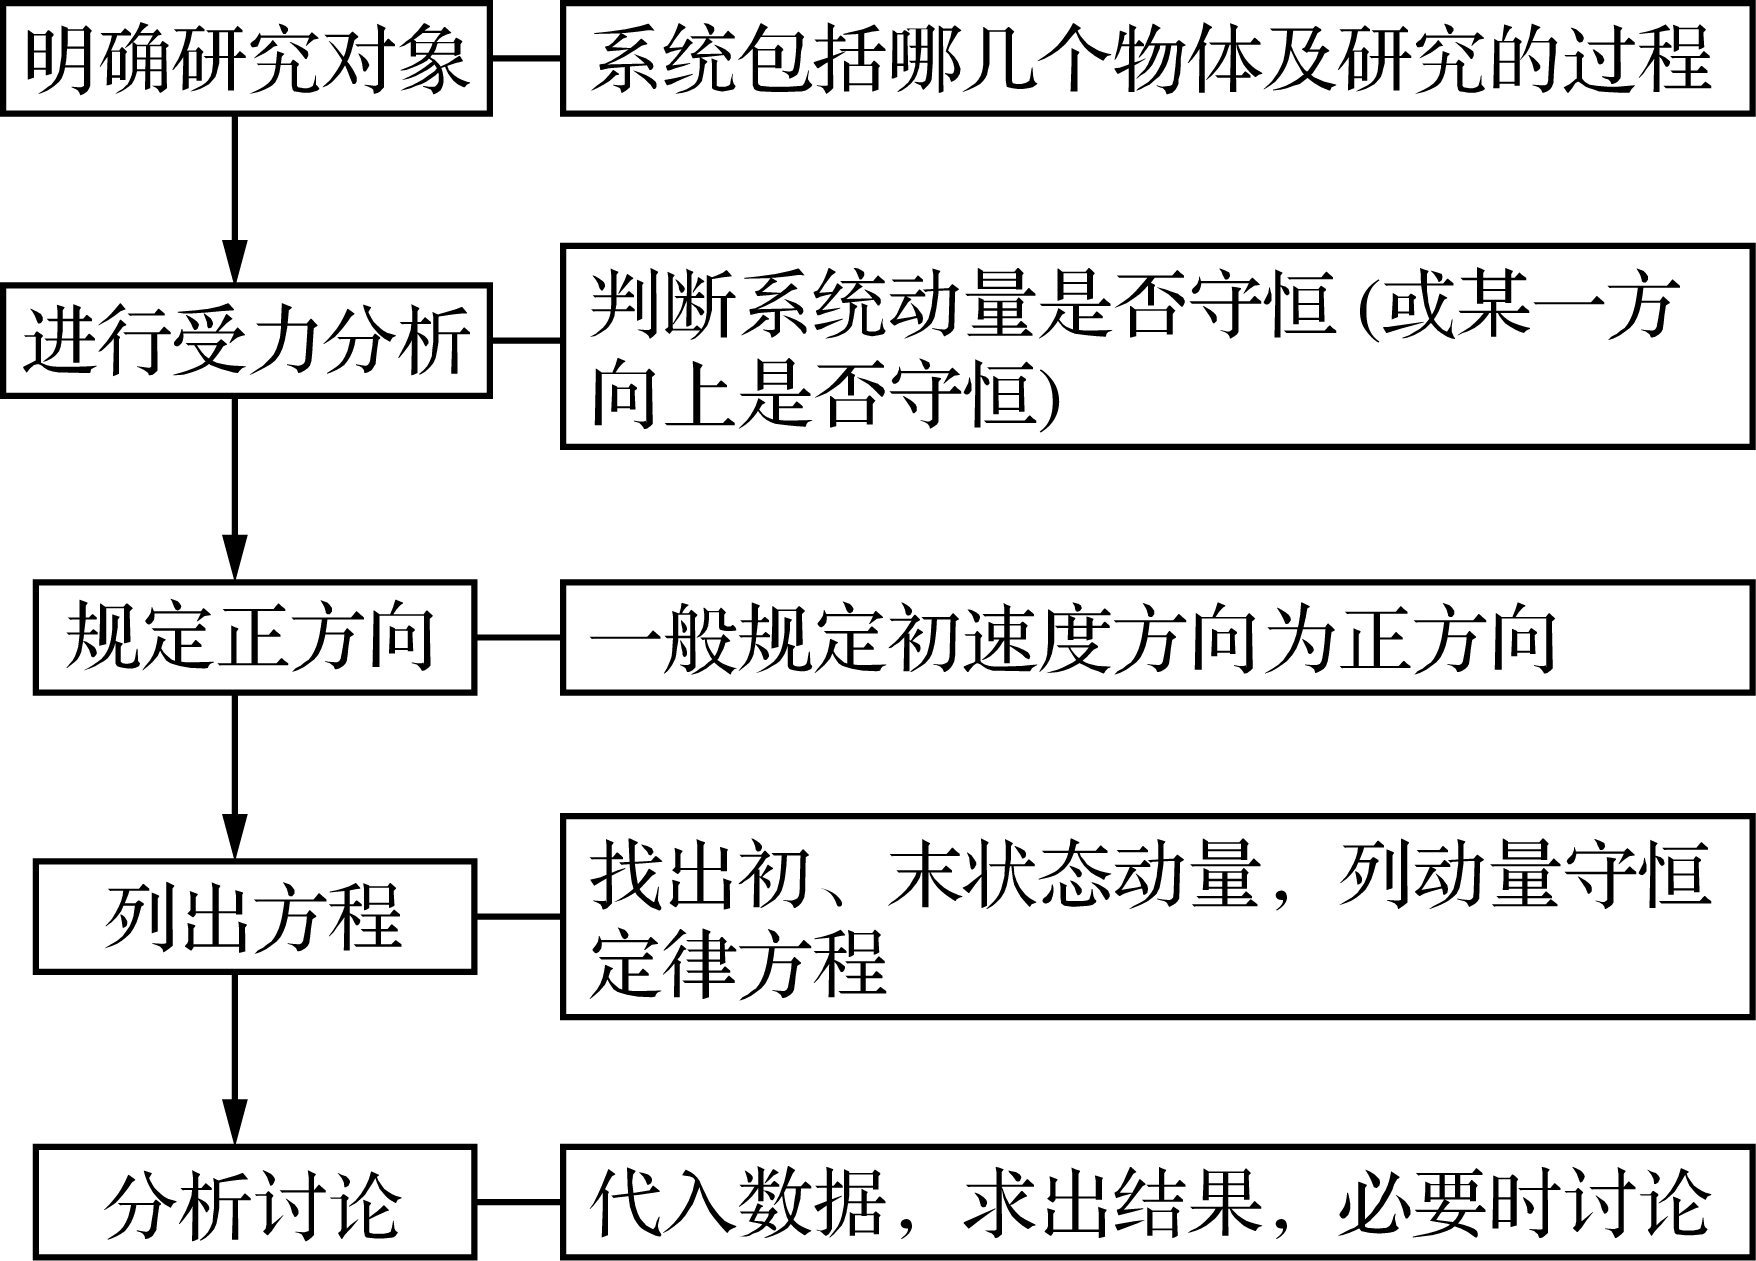 明确研究对象
系统包括哪几个物体及研究的过程
进行受力分析
判断系统动量是否守恒(或某一方
向上是否守恒)
规定正方向
一般规定初速度方向为正方向
列出方程
找出初、末状态动量，列动量守恒
定律方程
分析讨论
代入数据，求出结果，必要时讨论